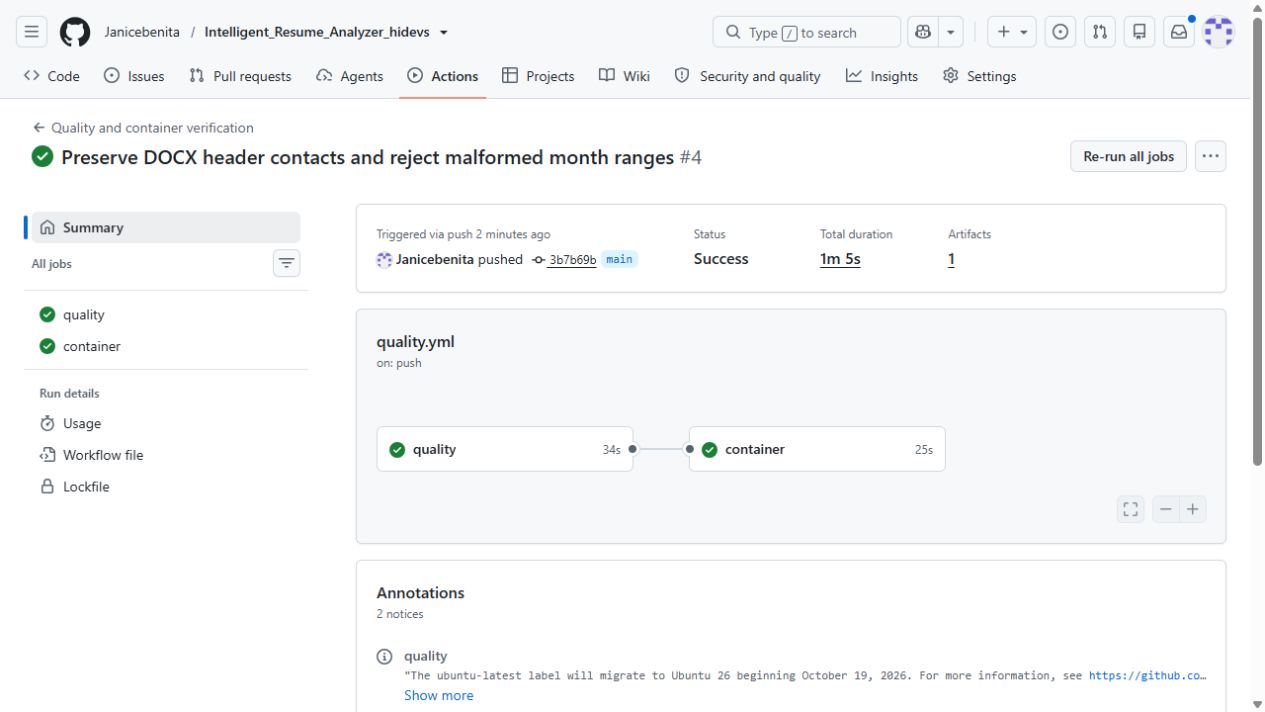 Janicebenita / Intelligent_Resume_Analyzer_hidevs
Type / to search
Code Issues Pull requests Agents Actions Projects Wiki Security and quality Insights Settings
← Quality and container verification
Preserve DOCX header contacts and reject malformed month ranges #4
Re-run all jobs
Summary
All jobs
quality
container
Run details
Usage
Workflow file
Lockfile
Triggered via push 2 minutes ago
Janicebenita pushed 3b7b69b main
Status
Success
Total duration
1m 5s
Artifacts
1
quality.yml
on: push
quality 34s
container 25s
Annotations
2 notices
quality
"The ubuntu-latest label will migrate to Ubuntu 26 beginning October 19, 2026. For more information, see https://github.co…
Show more